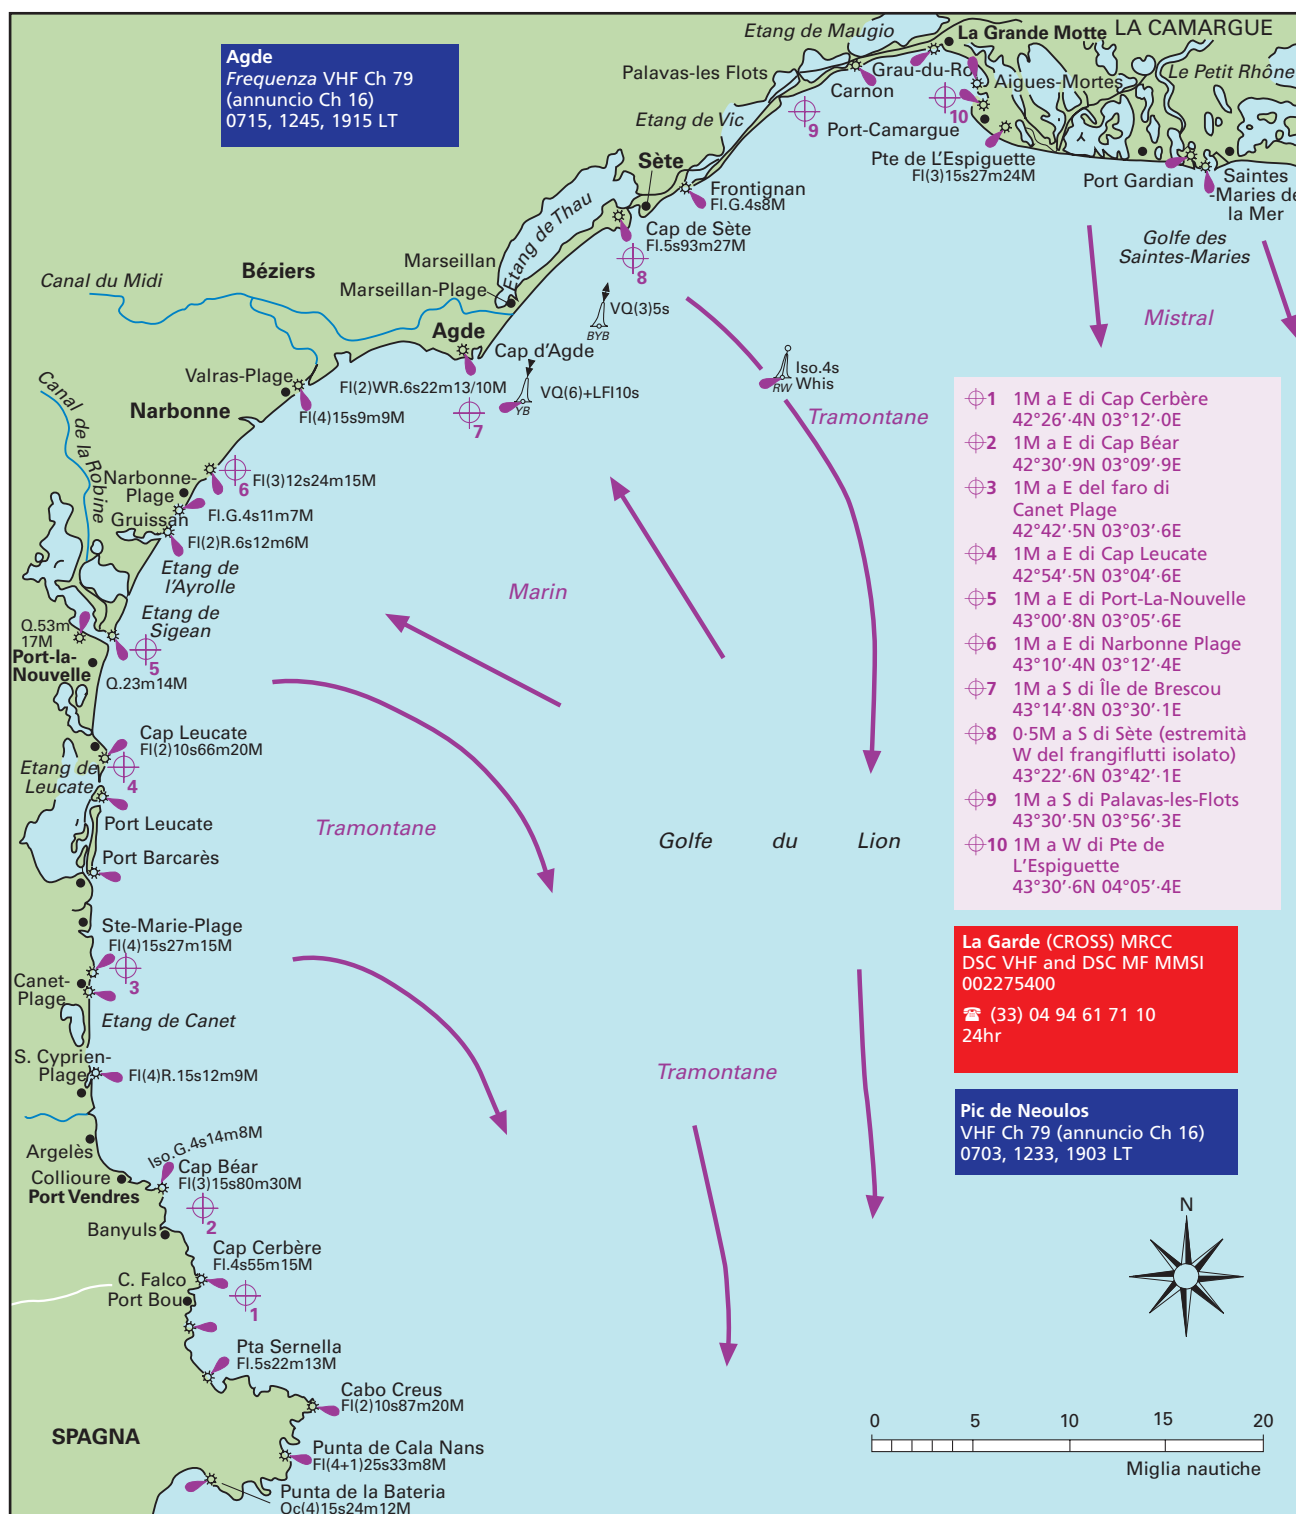 Agde
Frequenza VHF Ch 79
(annuncio Ch 16)
0715, 1245, 1915 LT
Etang de Maugio
La Grande Motte
LA CAMARGUE
Palavas-les Flots
Carnon
Grau-du-Ro
Aigues-Mortes
Le Petit Rhône
Etang de Vic
9
10
Port-Camargue
Pte de L'Espiguette
Fl(3)15s27m24M
Port Gardian
Saintes
-Maries de
la Mer
Sète
Frontignan
Fl.G.4s8M
Etang de Thau
Cap de Sète
Fl.5s93m27M
8
Golfe des
Saintes-Maries
Mistral
Marseillan
Marseillan-Plage
Béziers
Canal du Midi
VQ(3)5s
BYB
Agde
Cap d'Agde
Fl(2)WR.6s22m13/10M
VQ(6)+LFl10s
YB
7
Iso.4s
Whis
RW
Tramontane
Valras-Plage
Fl(4)15s9m9M
Narbonne
Canal
de la
Robine
Narbonne-
Plage
6
Fl(3)12s24m15M
Gruissan
Fl.G.4s11m7M
Fl(2)R.6s12m6M
Etang de
l'Ayrolle
Marin
Etang de
Sigean
Q.53m
17M
Port-la-
Nouvelle
5
Q.23m14M
Cap Leucate
Fl(2)10s66m20M
Etang de
Leucate
4
Port Leucate
Tramontane
Golfe du Lion
Port Barcarès
Ste-Marie-Plage
Fl(4)15s27m15M
3
Canet-
Plage
Etang de Canet
S. Cyprien-
Plage
Fl(4)R.15s12m9M
Tramontane
Argelès
Iso.G.4s14m8M
Collioure
Port Vendres
Cap Béar
Fl(3)15s80m30M
2
Banyuls
Cap Cerbère
Fl.4s55m15M
C. Falco
Port Bou
1
Pta Sernella
Fl.5s22m13M
Cabo Creus
Fl(2)10s87m20M
SPAGNA
Punta de Cala Nans
Fl(4+1)25s33m8M
Punta de la Bateria
Oc(4)15s24m12M
1 1M a E di Cap Cerbère
42°26'·4N 03°12'·0E
2 1M a E di Cap Béar
42°30'·9N 03°09'·9E
3 1M a E del faro di
Canet Plage
42°42'·5N 03°03'·6E
4 1M a E di Cap Leucate
42°54'·5N 03°04'·6E
5 1M a E di Port-La-Nouvelle
43°00'·8N 03°05'·6E
6 1M a E di Narbonne Plage
43°10'·4N 03°12'·4E
7 1M a S di Île de Brescou
43°14'·8N 03°30'·1E
8 0·5M a S di Sète (estremità
W del frangiflutti isolato)
43°22'·6N 03°42'·1E
9 1M a S di Palavas-les-Flots
43°30'·5N 03°56'·3E
10 1M a W di Pte de
L'Espiguette
43°30'·6N 04°05'·4E
La Garde (CROSS) MRCC
DSC VHF and DSC MF MMSI
002275400
☎ (33) 04 94 61 71 10
24hr
Pic de Neoulos
VHF Ch 79 (annuncio Ch 16)
0703, 1233, 1903 LT
N
0 5 10 15 20
Miglia nautiche